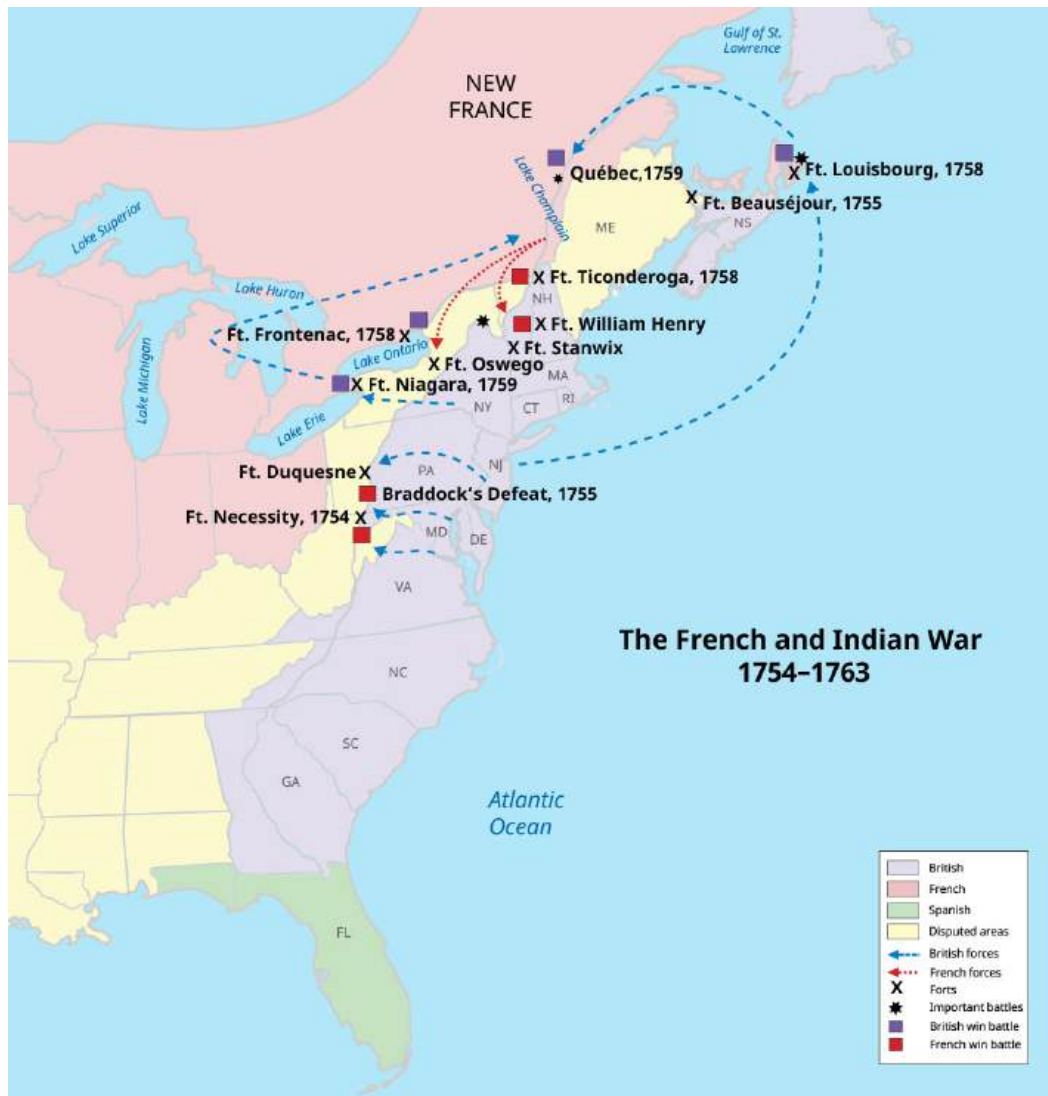 Gulf of St.
Lawrence
NEW
FRANCE
Lake Champlain
Québec,1759
Ft. Louisbourg, 1758
Ft. Beauséjour, 1755
NS
ME
Lake Superior
Lake Huron
Ft. Ticonderoga, 1758
NH
Ft. Frontenac, 1758
Ft. William Henry
Ft. Stanwix
Lake Ontario
Ft. Oswego
Lake Michigan
Ft. Niagara, 1759
MA
RI
CT
NY
Lake Erie
Ft. Duquesne
PA
NJ
Braddock's Defeat, 1755
Ft. Necessity, 1754
MD
DE
VA
The French and Indian War
1754–1763
NC
SC
GA
Atlantic
Ocean
FL
British
French
Spanish
Disputed areas
British forces
French forces
X Forts
Important battles
British win battle
French win battle